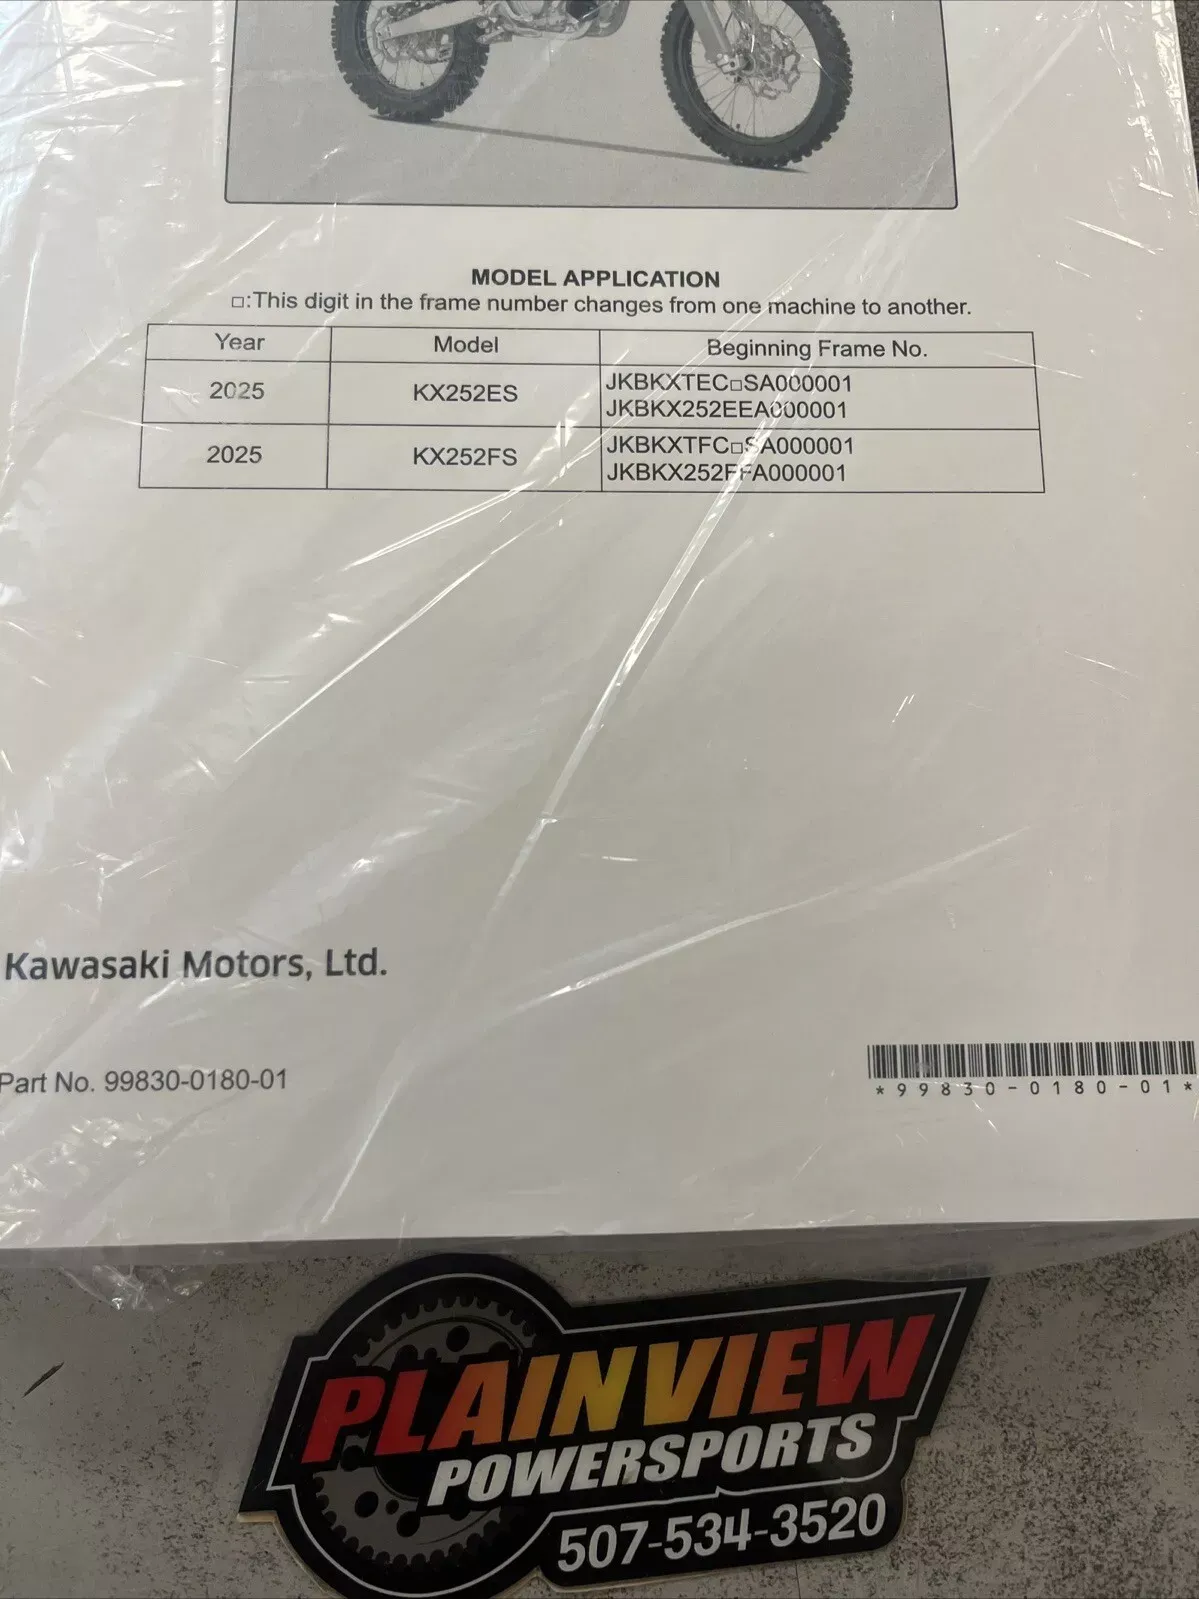 MODEL APPLICATION
□:This digit in the frame number changes from one machine to another.
Year Model Beginning Frame No.
2025 KX252ES JKBKXTEC□SA000001
JKBKX252EEA000001
2025 KX252FS JKBKXTFC□SA000001
JKBKX252FFA000001
Kawasaki Motors, Ltd.
Part No. 99830-0180-01
*99830-0180-01*
PLAINVIEW
POWERSPORTS
507-534-3520